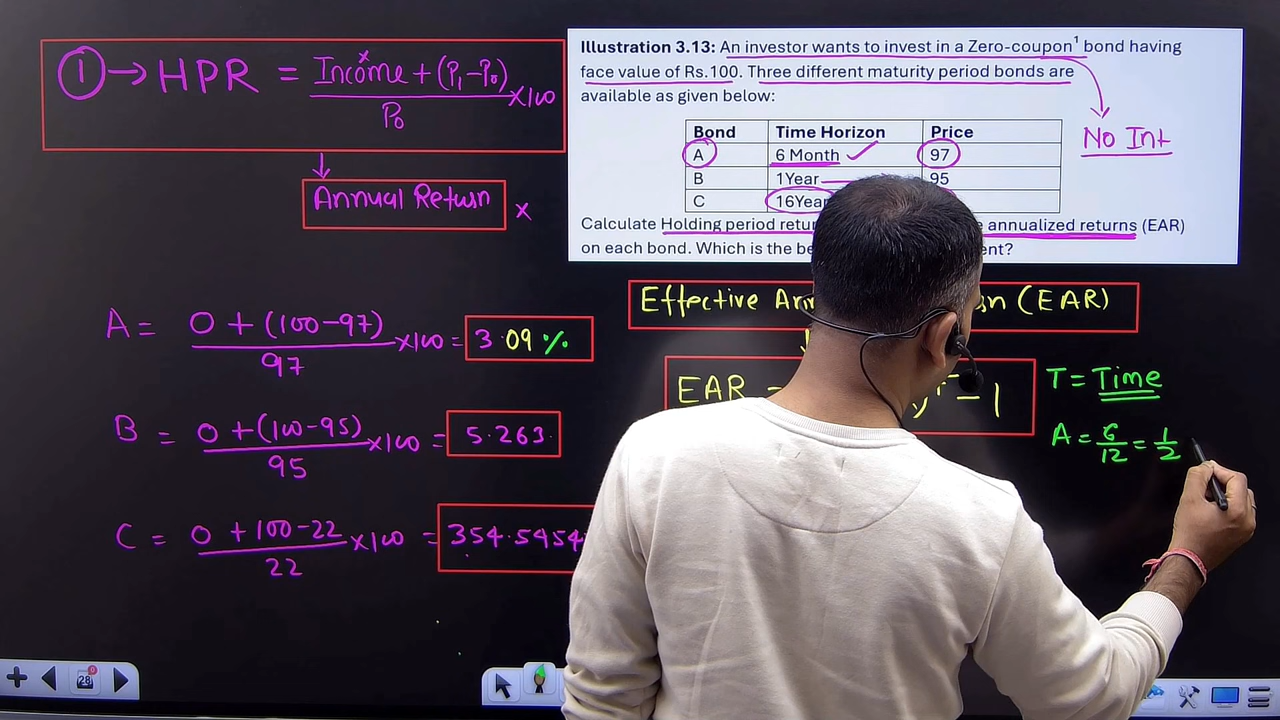 ① → HPR = Income + (P₁-P₀) / P₀ ×100
Annual Return ×
A = 0 + (100-97) / 97 ×100 = 3.09 %
B = 0 + (100-95) / 95 ×100 = 5.263
C = 0 + 100-22 / 22 ×100 = 354.5454
Illustration 3.13: An investor wants to invest in a Zero-coupon¹ bond having
face value of Rs.100. Three different maturity period bonds are
available as given below:
Bond Time Horizon Price
A 6 Month 97
B 1Year 95
C 16Year
No Int
Calculate Holding period annualized returns (EAR)
on each bond. Which is the
Effective (EAR)
EAR = - 1
T = Time
A = 6/12 = 1/2
28